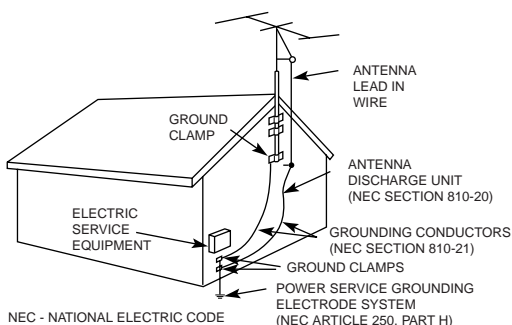 ANTENNA
LEAD IN
WIRE
GROUND
CLAMP
ANTENNA
DISCHARGE UNIT
(NEC SECTION 810-20)
ELECTRIC
SERVICE
EQUIPMENT
GROUNDING CONDUCTORS
(NEC SECTION 810-21)
GROUND CLAMPS
POWER SERVICE GROUNDING
ELECTRODE SYSTEM
(NEC ARTICLE 250, PART H)
NEC - NATIONAL ELECTRIC CODE